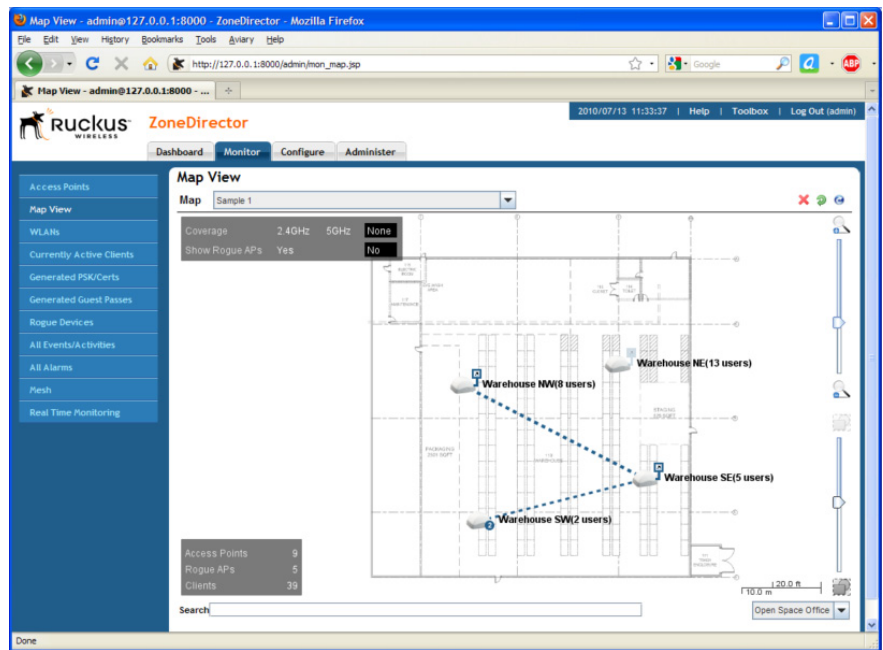 Map View - admin@127.0.0.1:8000 - ZoneDirector - Mozilla Firefox
File Edit View History Bookmarks Tools Aviary Help
http://127.0.0.1:8000/admin/mon_map.jsp
Google
ABP
Map View - admin@127.0.0.1:8000 - ...
2010/07/13 11:33:37 | Help | Toolbox | Log Out (admin)
RUCKUS WIRELESS
ZoneDirector
Dashboard Monitor Configure Administer
Access Points
Map View
WLANs
Currently Active Clients
Generated PSK/Certs
Generated Guest Passes
Rogue Devices
All Events/Activities
All Alarms
Mesh
Real Time Monitoring
Map View
Map Sample 1
Coverage 2.4GHz 5GHz None
Show Rogue APs Yes No
Warehouse NE(13 users)
Warehouse NW(8 users)
STAGING
PACKAGING
WAREHOUSE
Warehouse SE(5 users)
Warehouse SW(2 users)
2
Access Points 9
Rogue APs 5
Clients 39
20.0 ft
10.0 m
Search
Open Space Office
Done